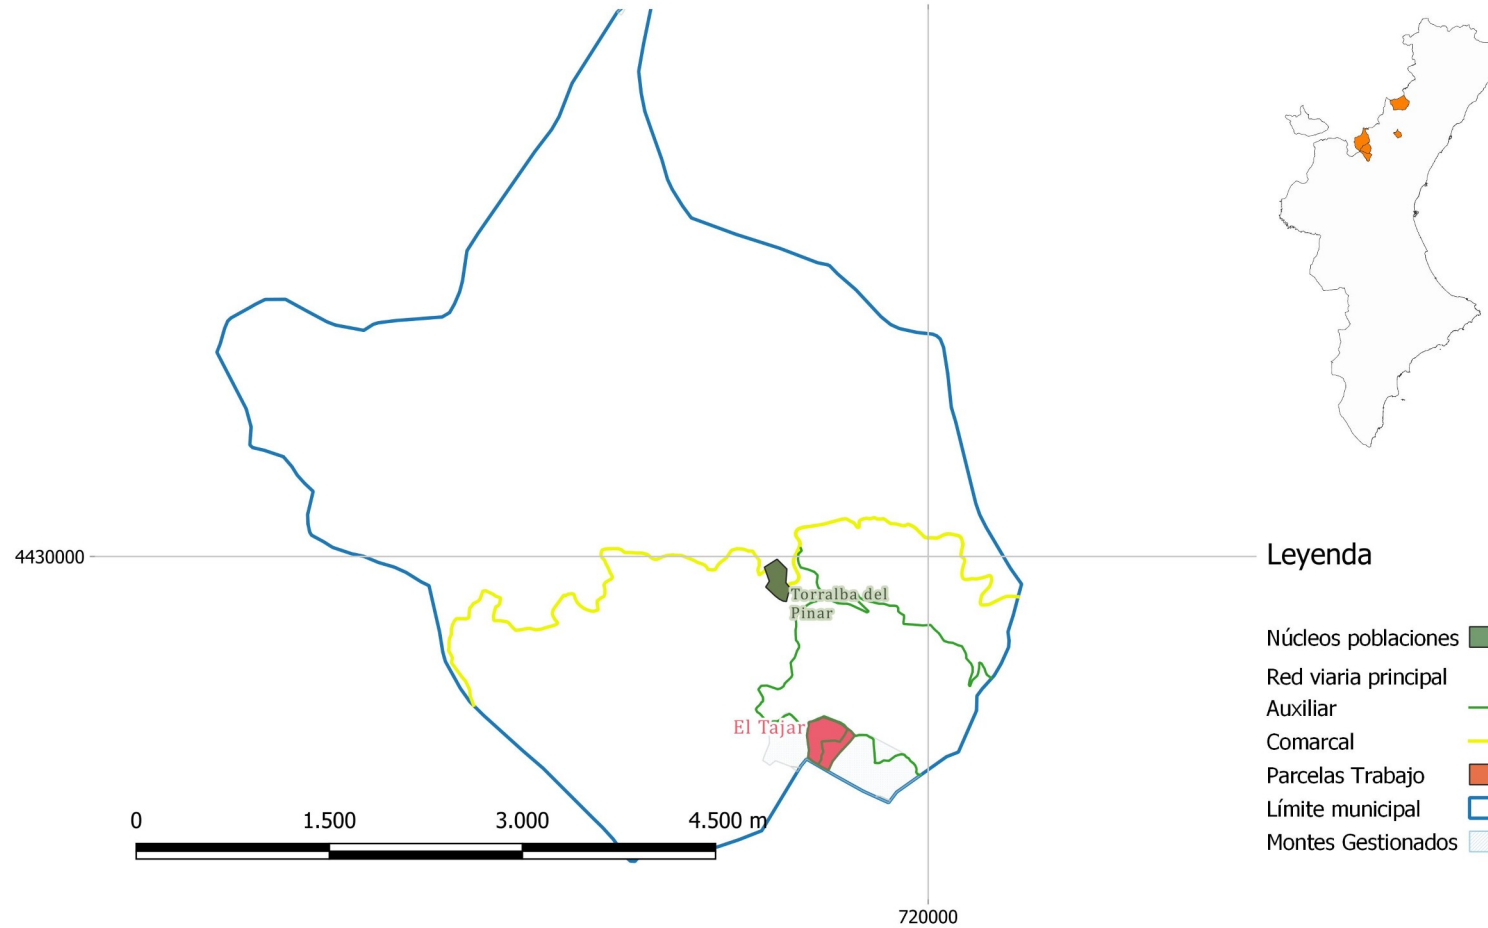 4430000
Torralba del
Pinar
El Tajar
0 1.500 3.000 4.500 m
720000
Leyenda
Núcleos poblaciones
Red viaria principal
Auxiliar
Comarcal
Parcelas Trabajo
Límite municipal
Montes Gestionados